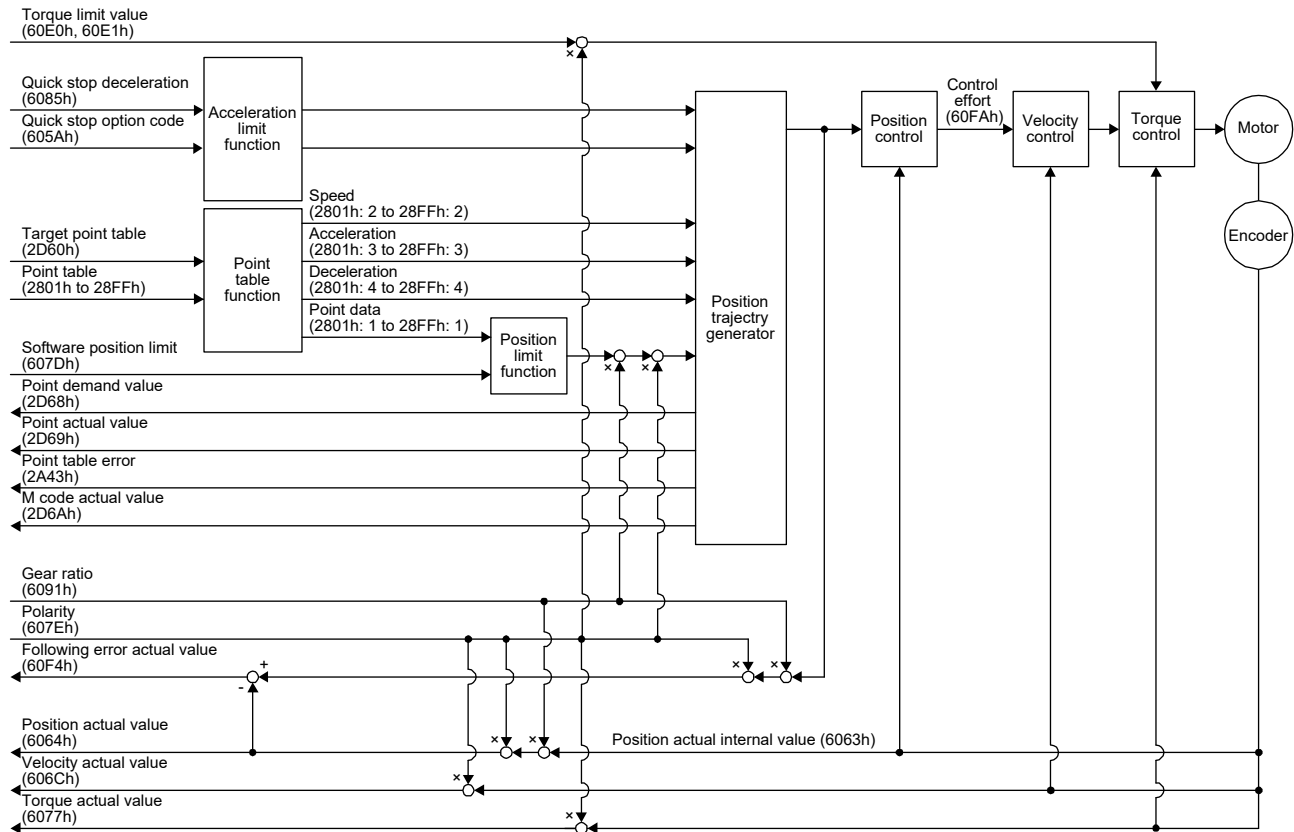 Torque limit value
(60E0h, 60E1h)
×
Quick stop deceleration
(6085h)
Quick stop option code
(605Ah)
Acceleration
limit
function
Control
effort
(60FAh)
Position
control
Velocity
control
Torque
control
Motor
Encoder
Speed
(2801h: 2 to 28FFh: 2)
Target point table
(2D60h)
Point table
(2801h to 28FFh)
Point
table
function
Acceleration
(2801h: 3 to 28FFh: 3)
Deceleration
(2801h: 4 to 28FFh: 4)
Point data
(2801h: 1 to 28FFh: 1)
Position
trajectry
generator
Software position limit
(607Dh)
Position
limit
function
×
×
Point demand value
(2D68h)
Point actual value
(2D69h)
Point table error
(2A43h)
M code actual value
(2D6Ah)
Gear ratio
(6091h)
Polarity
(607Eh)
Following error actual value
(60F4h)
+
-
×
×
Position actual value
(6064h)
×
×
Position actual internal value (6063h)
Velocity actual value
(606Ch)
×
Torque actual value
(6077h)
×